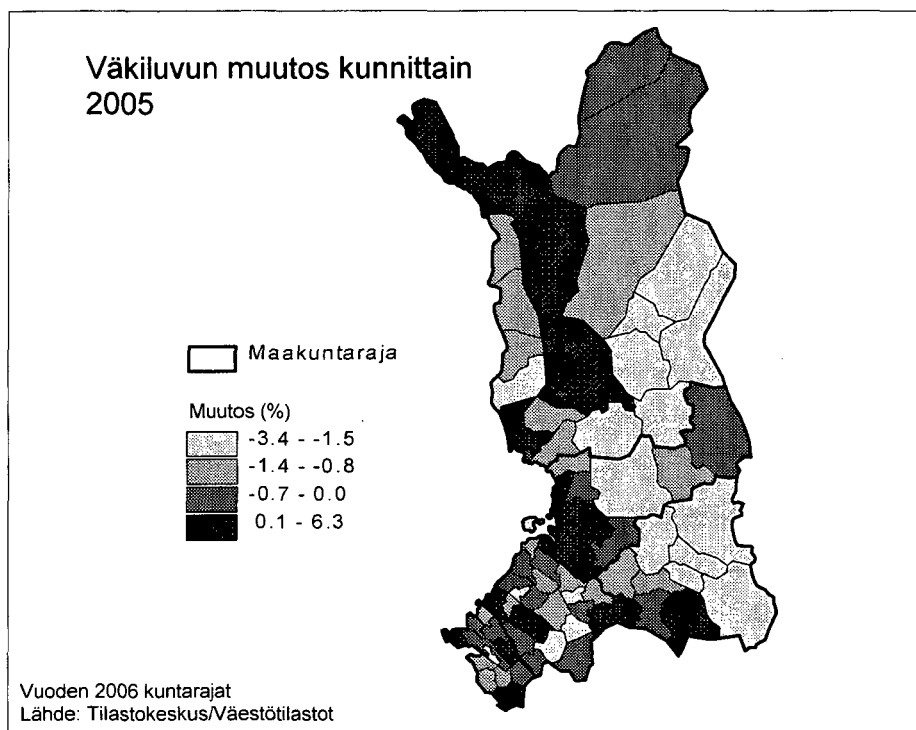 Väkiluvun muutos kunnittain
2005
Maakuntaraja
Muutos (%)
-3.4 - -1.5
-1.4 - -0.8
-0.7 - 0.0
0.1 - 6.3
Vuoden 2006 kuntarajat
Lähde: Tilastokeskus/Väestötilastot